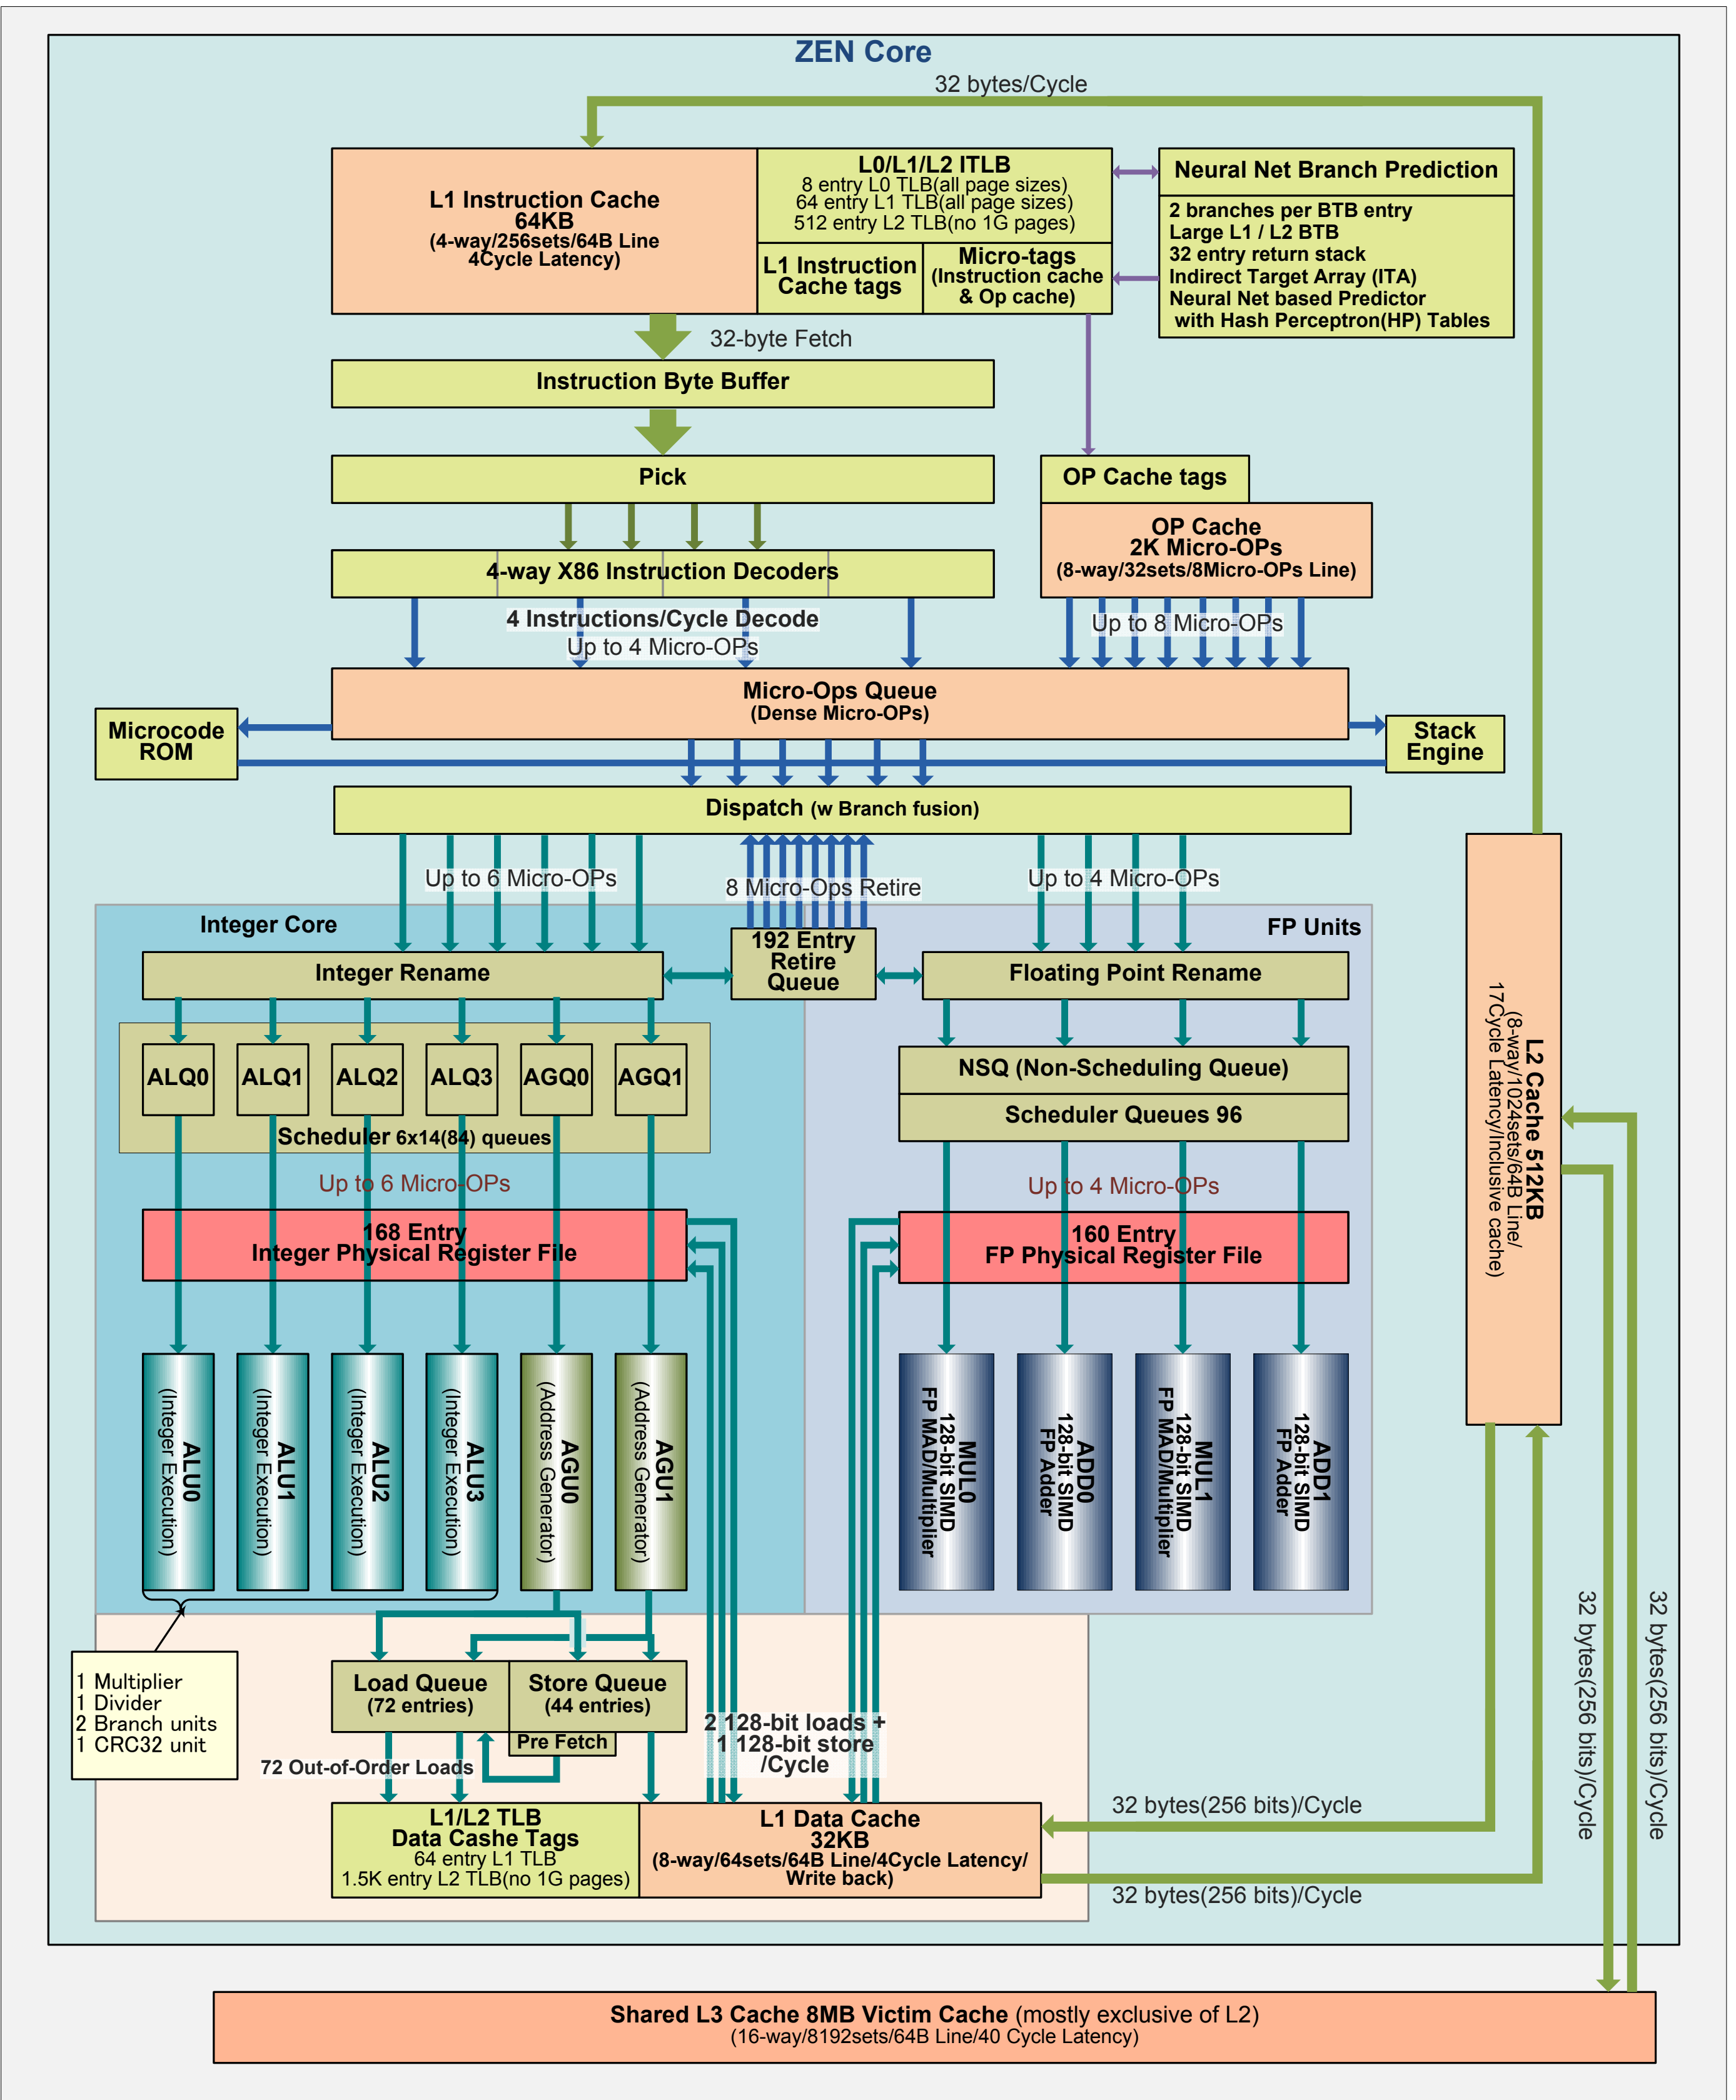 ZEN Core
32 bytes/Cycle
L1 Instruction Cache
64KB
(4-way/256sets/64B Line
4Cycle Latency)
L0/L1/L2 ITLB
8 entry L0 TLB(all page sizes)
64 entry L1 TLB(all page sizes)
512 entry L2 TLB(no 1G pages)
L1 Instruction
Cache tags
Micro-tags
(Instruction cache
& Op cache)
Neural Net Branch Prediction
2 branches per BTB entry
Large L1 / L2 BTB
32 entry return stack
Indirect Target Array (ITA)
Neural Net based Predictor
with Hash Perceptron(HP) Tables
32-byte Fetch
Instruction Byte Buffer
Pick
OP Cache tags
OP Cache
2K Micro-OPs
(8-way/32sets/8Micro-OPs Line)
4-way X86 Instruction Decoders
4 Instructions/Cycle Decode
Up to 4 Micro-OPs
Up to 8 Micro-OPs
Micro-Ops Queue
(Dense Micro-OPs)
Microcode
ROM
Stack
Engine
Dispatch (w Branch fusion)
Up to 6 Micro-OPs
8 Micro-Ops Retire
Up to 4 Micro-OPs
Integer Core
FP Units
192 Entry
Retire
Queue
Integer Rename
Floating Point Rename
ALQ0
ALQ1
ALQ2
ALQ3
AGQ0
AGQ1
Scheduler 6x14(84) queues
NSQ (Non-Scheduling Queue)
Scheduler Queues 96
L2 Cache 512KB
(8-way/1024sets/64B Line/
17Cycle Latency/Inclusive cache)
Up to 6 Micro-OPs
Up to 4 Micro-OPs
168 Entry
Integer Physical Register File
160 Entry
FP Physical Register File
ALU0
(Integer Execution)
ALU1
(Integer Execution)
ALU2
(Integer Execution)
ALU3
(Integer Execution)
AGU0
(Address Generator)
AGU1
(Address Generator)
MUL0
128-bit SIMD
FP MAD/Multiplier
ADD0
128-bit SIMD
FP Adder
MUL1
128-bit SIMD
FP MAD/Multiplier
ADD1
128-bit SIMD
FP Adder
32 bytes(256 bits)/Cycle
32 bytes(256 bits)/Cycle
1 Multiplier
1 Divider
2 Branch units
1 CRC32 unit
Load Queue
(72 entries)
Store Queue
(44 entries)
Pre Fetch
72 Out-of-Order Loads
2 128-bit loads +
1 128-bit store
/Cycle
L1/L2 TLB
Data Cashe Tags
64 entry L1 TLB
1.5K entry L2 TLB(no 1G pages)
L1 Data Cache
32KB
(8-way/64sets/64B Line/4Cycle Latency/
Write back)
32 bytes(256 bits)/Cycle
32 bytes(256 bits)/Cycle
Shared L3 Cache 8MB Victim Cache (mostly exclusive of L2)
(16-way/8192sets/64B Line/40 Cycle Latency)